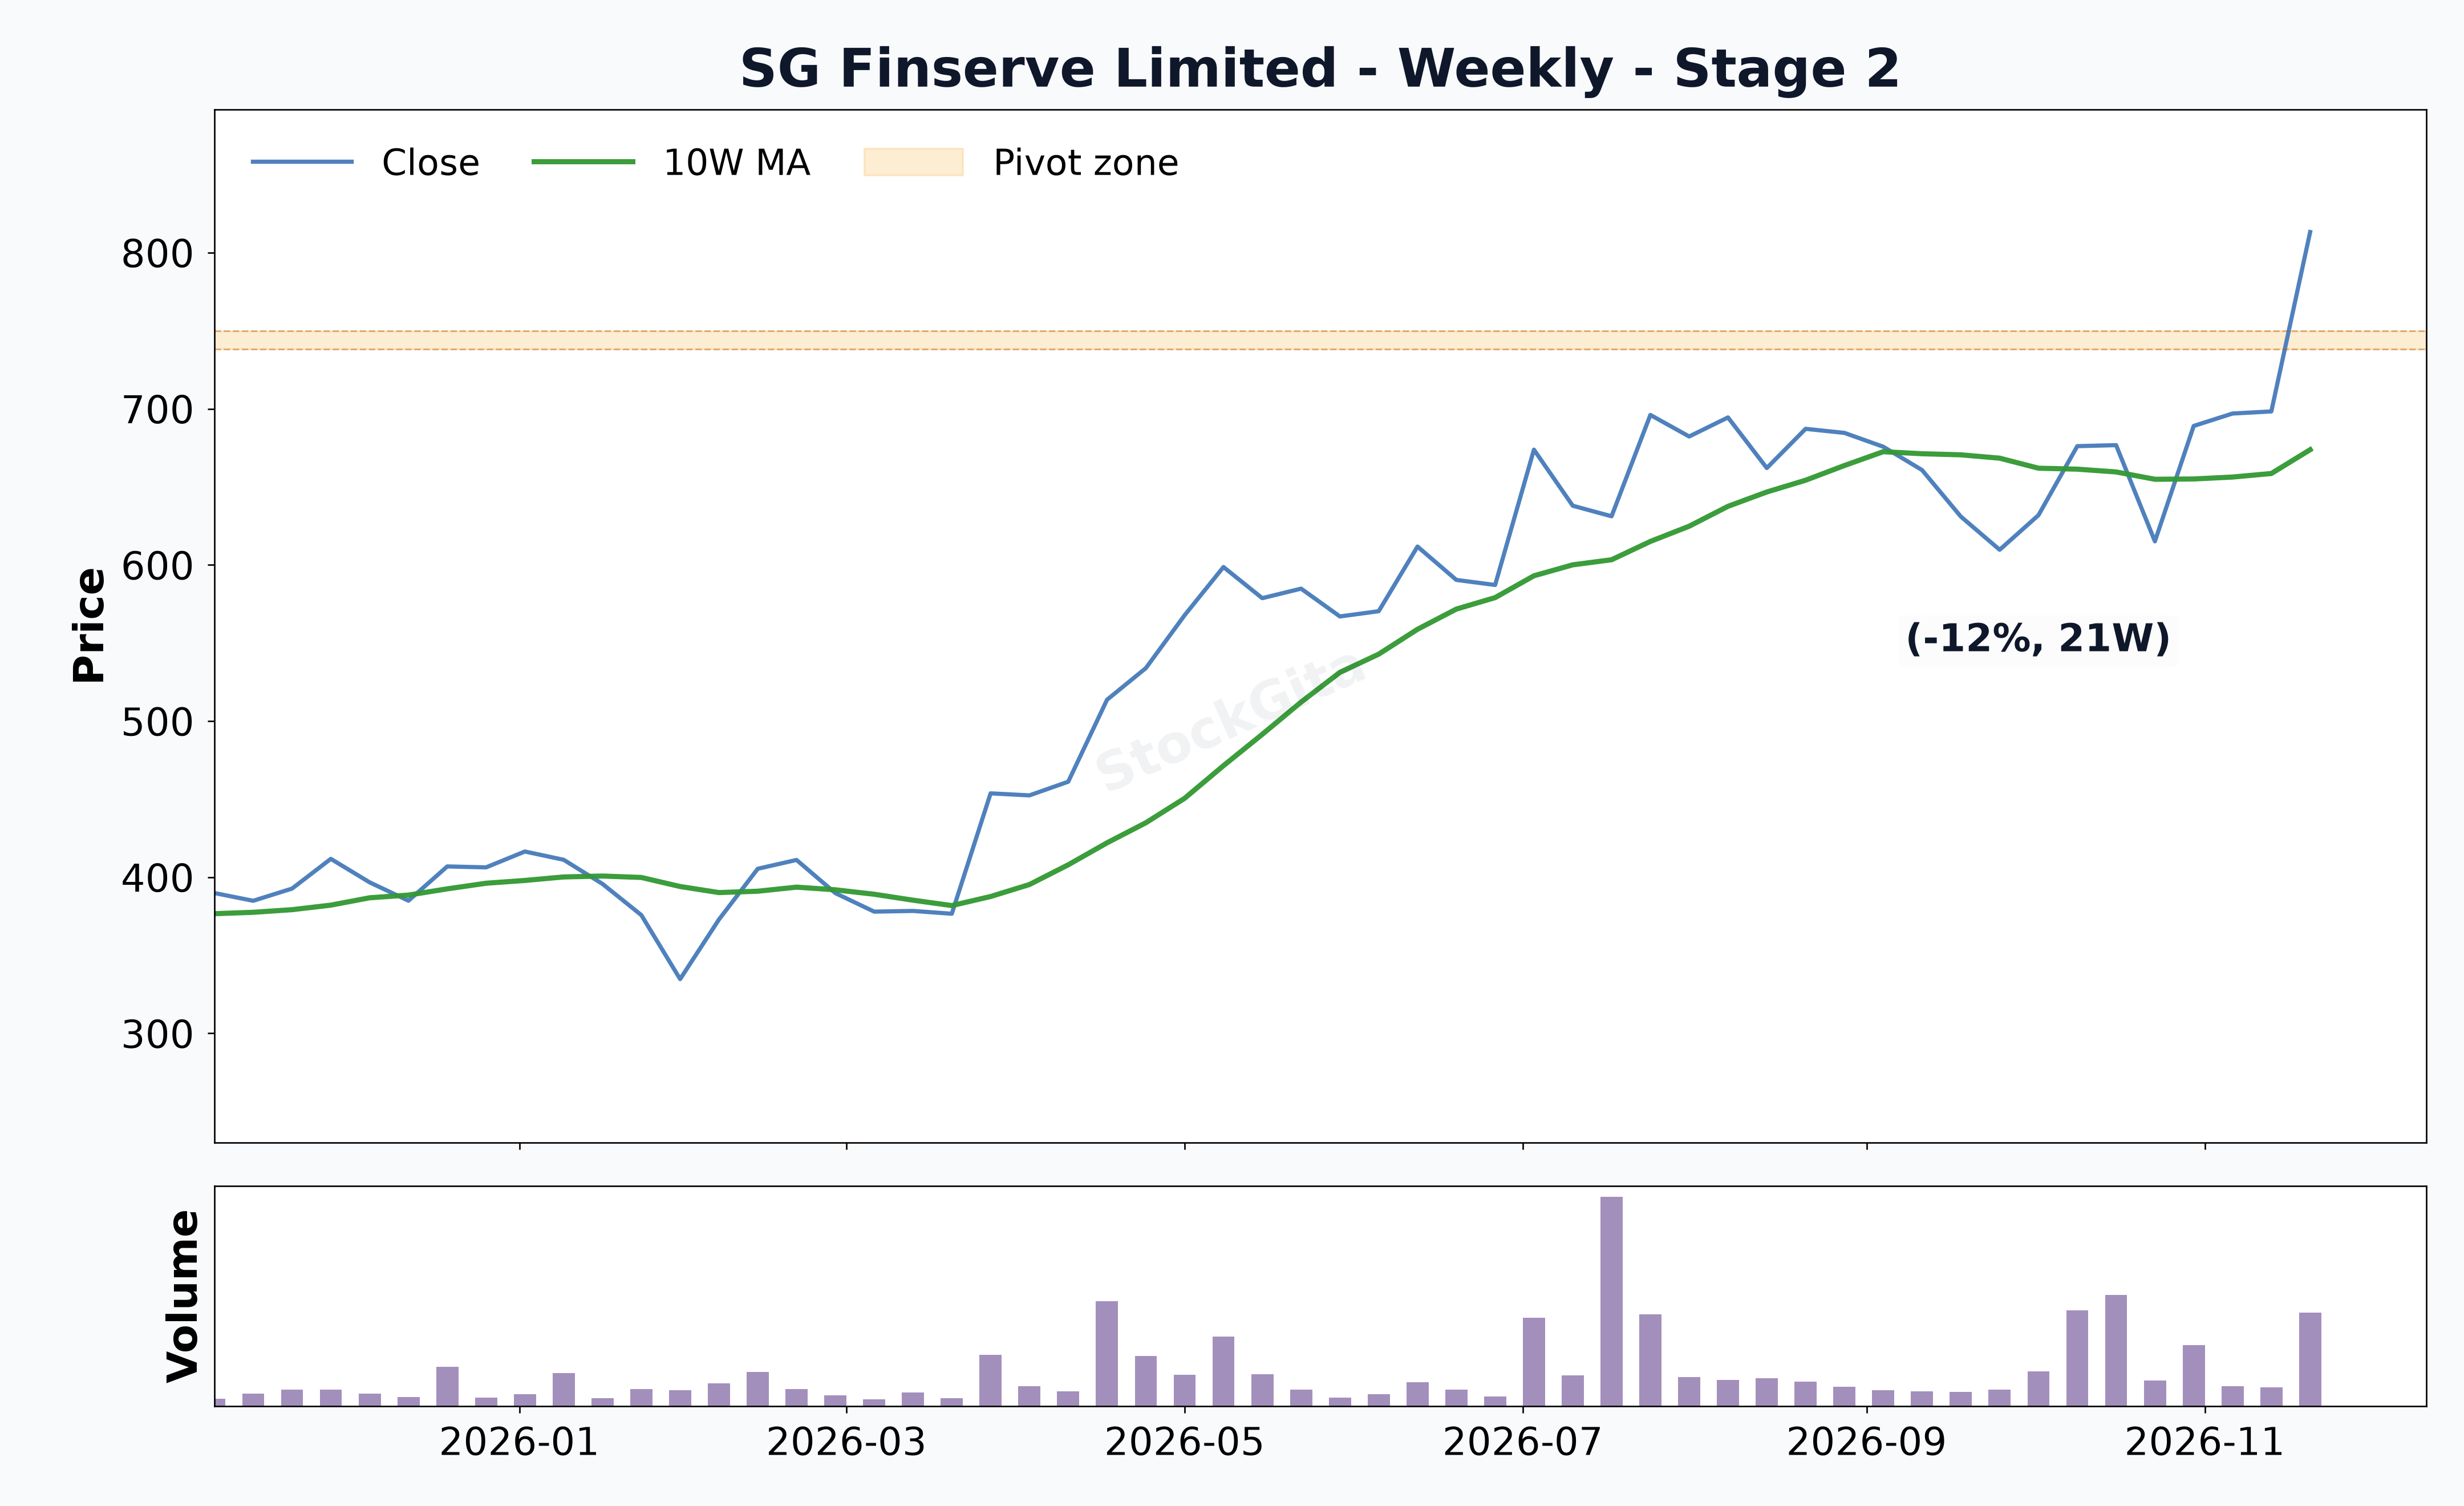 SG Finserve Limited - Weekly - Stage 2
Close 10W MA Pivot zone
800
700
600
500
400
300
Price
(-12%, 21W)
StockGita
Volume
2026-01 2026-03 2026-05 2026-07 2026-09 2026-11